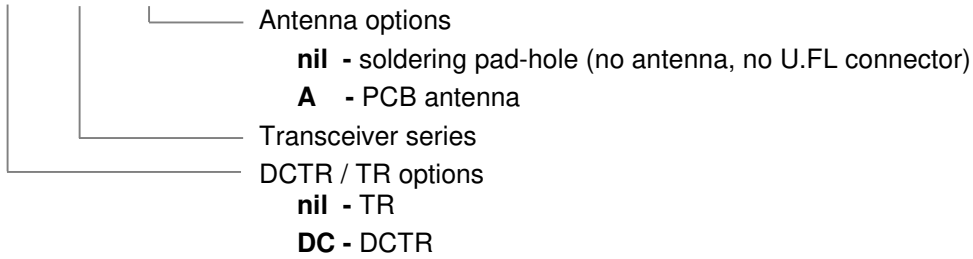 Antenna options
nil - soldering pad-hole (no antenna, no U.FL connector)
A - PCB antenna
Transceiver series
DCTR / TR options
nil - TR
DC - DCTR